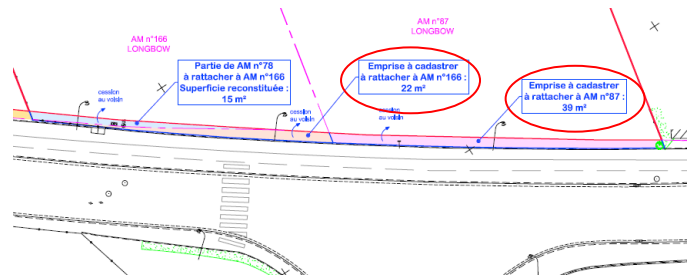 AM n°166
LONGBOW
AM n°87
LONGBOW
Partie de AM n°78
à rattacher à AM n°166
Superficie reconstituée :
15 m²
Emprise à cadastrer
à rattacher à AM n°166 :
22 m²
Emprise à cadastrer
à rattacher à AM n°87 :
39 m²
cession
au voisin
cession
au voisin
cession
au voisin